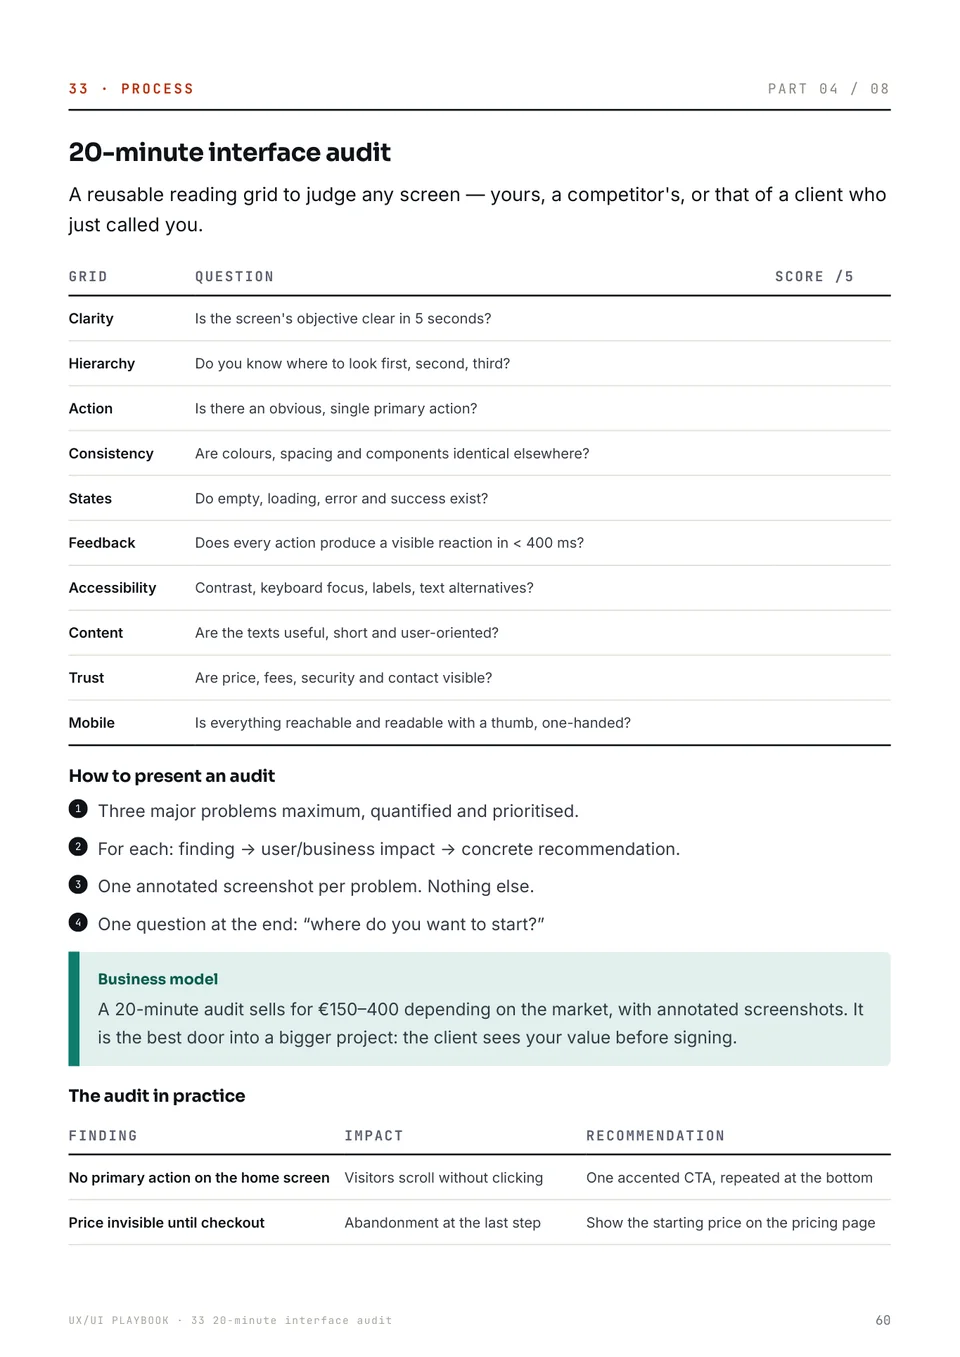 33 · PROCESS
PART 04 / 08
20-minute interface audit
A reusable reading grid to judge any screen — yours, a competitor's, or that of a client who
just called you.
GRID QUESTION SCORE /5
Clarity Is the screen's objective clear in 5 seconds?
Hierarchy Do you know where to look first, second, third?
Action Is there an obvious, single primary action?
Consistency Are colours, spacing and components identical elsewhere?
States Do empty, loading, error and success exist?
Feedback Does every action produce a visible reaction in < 400 ms?
Accessibility Contrast, keyboard focus, labels, text alternatives?
Content Are the texts useful, short and user-oriented?
Trust Are price, fees, security and contact visible?
Mobile Is everything reachable and readable with a thumb, one-handed?
How to present an audit
1 Three major problems maximum, quantified and prioritised.
2 For each: finding → user/business impact → concrete recommendation.
3 One annotated screenshot per problem. Nothing else.
4 One question at the end: “where do you want to start?”
Business model
A 20-minute audit sells for €150–400 depending on the market, with annotated screenshots. It
is the best door into a bigger project: the client sees your value before signing.
The audit in practice
FINDING IMPACT RECOMMENDATION
No primary action on the home screen Visitors scroll without clicking One accented CTA, repeated at the bottom
Price invisible until checkout Abandonment at the last step Show the starting price on the pricing page
UX/UI PLAYBOOK · 33 20-minute interface audit
60